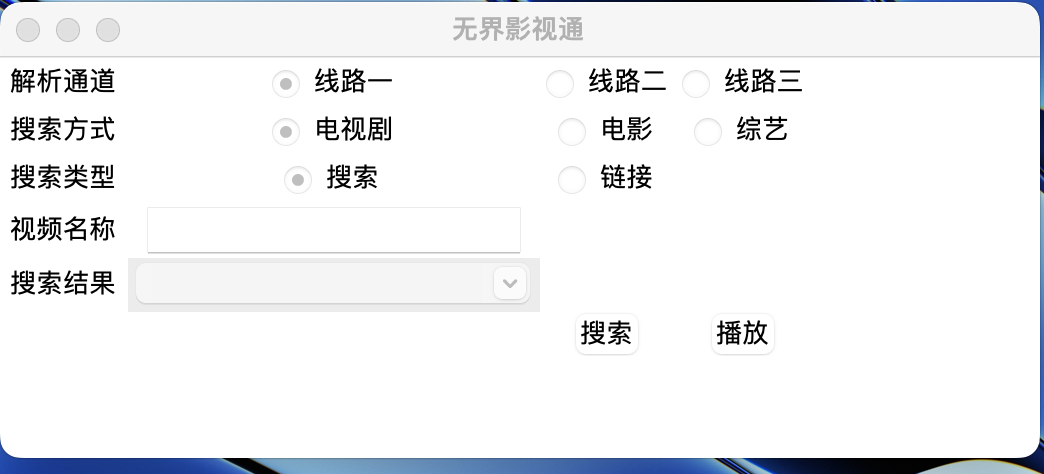 无界影视通
解析通道 线路一 线路二 线路三
搜索方式 电视剧 电影 综艺
搜索类型 搜索 链接
视频名称
搜索结果
搜索 播放